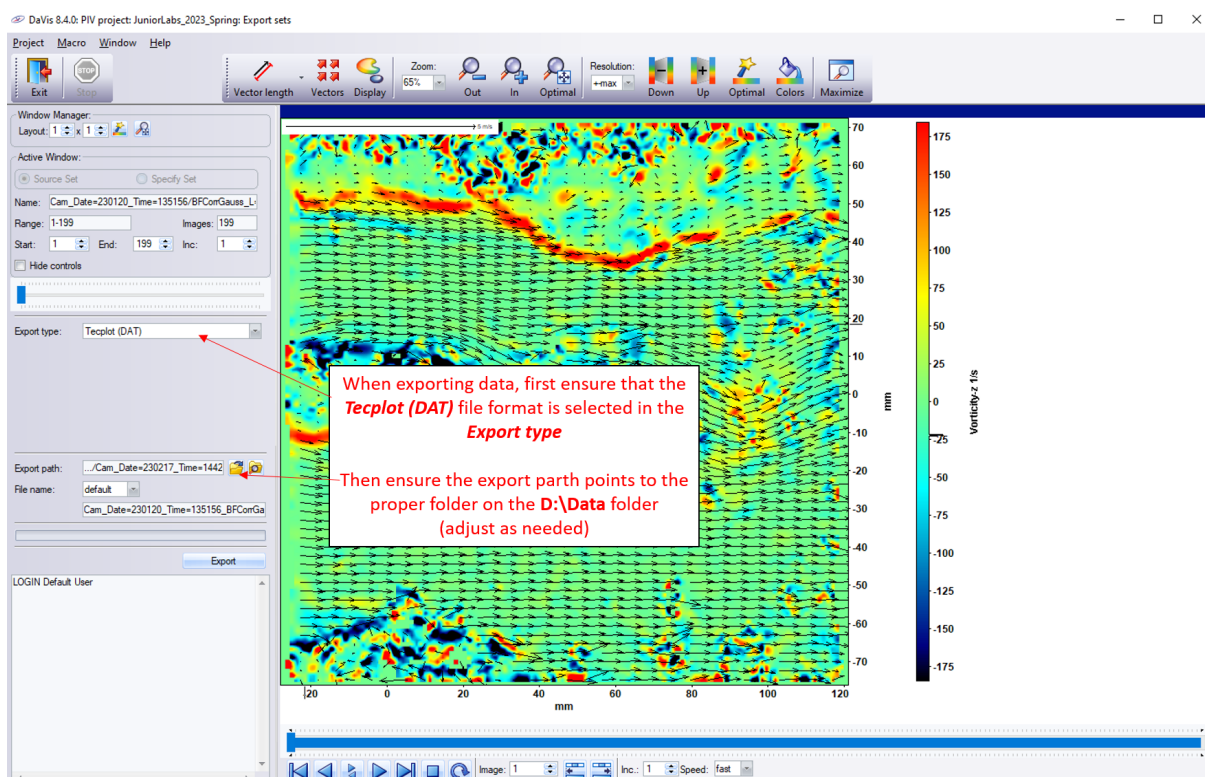 DaVis 8.4.0: PIV project: JuniorLabs_2023_Spring: Export sets
Project Macro Window Help
Exit
Stop
Vector length
Vectors
Display
Zoom:
65%
Out
In
Optimal
Resolution:
+-max
Down
Up
Optimal
Colors
Maximize
Window Manager:
Layout: 1 x 1
Active Window:
Source Set Specify Set
Name: Cam_Date=230120_Time=135156/BFCorrGauss_L
Range: 1-199 Images: 199
Start: 1 End: 199 Inc: 1
Hide controls
Export type: Tecplot (DAT)
Export path: .../Cam_Date=230217_Time=1442
File name: default
Cam_Date=230120_Time=135156_BFCorrGa
Export
LOGIN Default User
5 m/s
When exporting data, first ensure that the
Tecplot (DAT) file format is selected in the
Export type
Then ensure the export parth points to the
proper folder on the D:\Data folder
(adjust as needed)
70
60
50
40
30
20
10
0
-10
-20
-30
-40
-50
-60
-70
mm
-20 0 20 40 60 80 100 120
mm
175
150
125
100
75
50
25
0
-25
-50
-75
-100
-125
-150
-175
Vorticity-z 1/s
Image: 1 Inc.: 1 Speed: fast